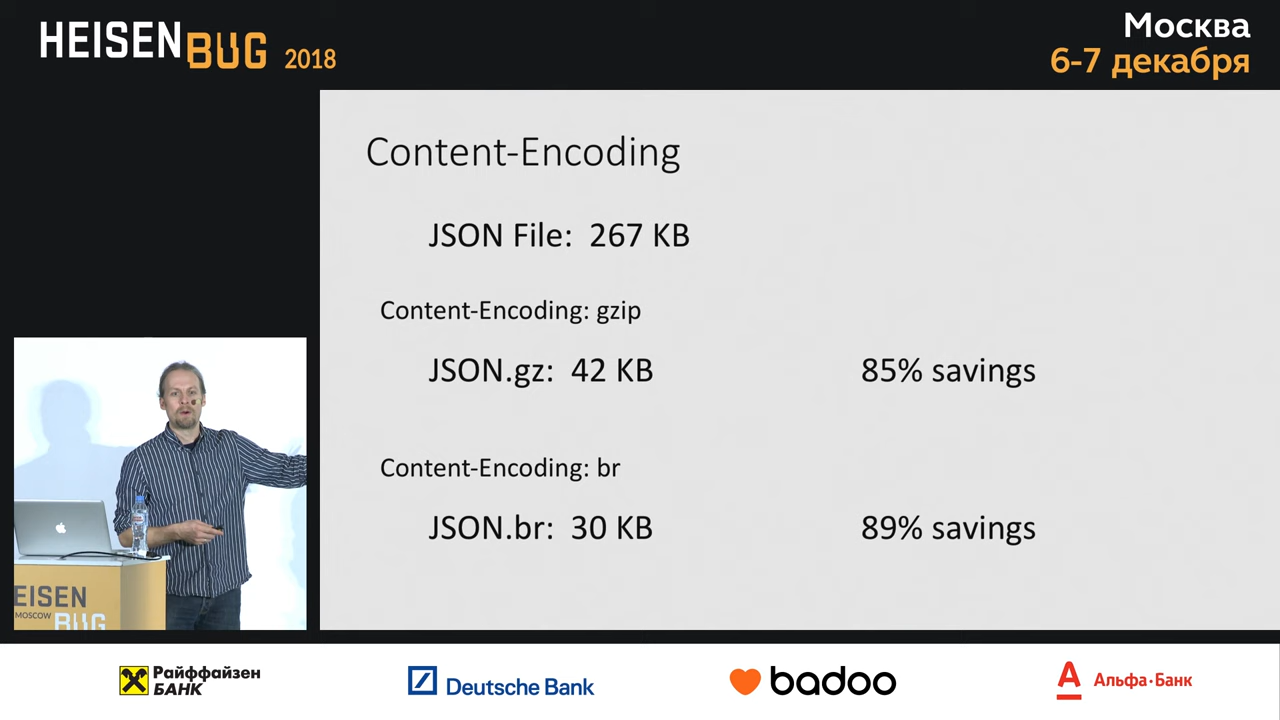 HEISENBUG 2018
Москва
6-7 декабря
Content-Encoding
JSON File: 267 KB
Content-Encoding: gzip
JSON.gz: 42 KB 85% savings
Content-Encoding: br
JSON.br: 30 KB 89% savings
EISEN
MOSCOW
BUG
Райффайзен
БАНК
Deutsche Bank
badoo
Альфа·Банк